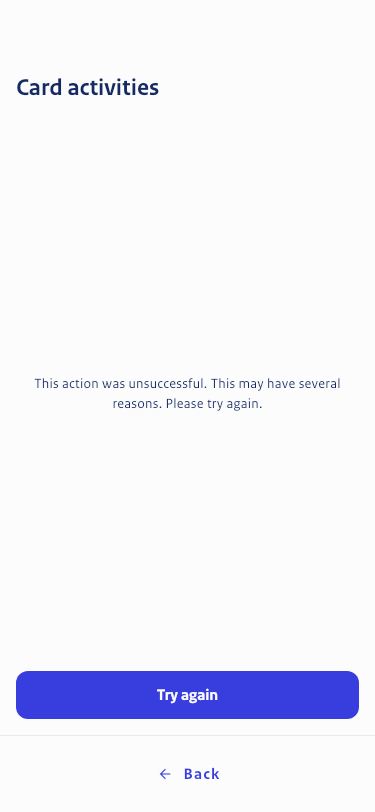 Card activities
This action was unsuccessful. This may have several
reasons. Please try again.
Try again
Back